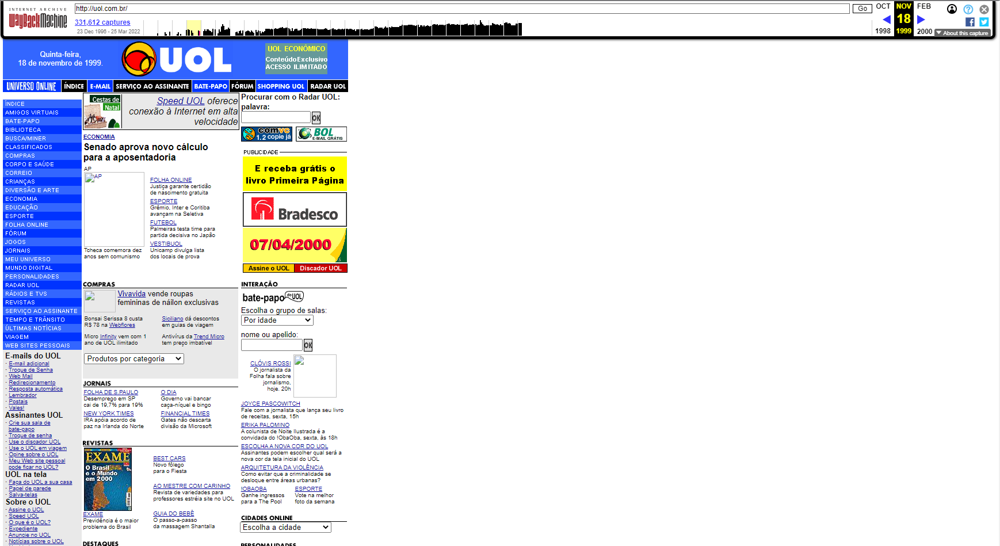 INTERNET ARCHIVE
WayBackMachine
http://uol.com.br/
Go
OCT
NOV
FEB
331,612 captures
18
23 Dec 1996 - 25 Mar 2022
1998
1999
2000
About this capture
Quinta-feira,
18 de novembro de 1999.
UOL
UOL ECONÔMICO
Conteúdo Exclusivo
ACESSO ILIMITADO
UNIVERSO ONLINE
ÍNDICE
E-MAIL
SERVIÇO AO ASSINANTE
BATE-PAPO
FÓRUM
SHOPPING UOL
RADAR UOL
ÍNDICE
AMIGOS VIRTUAIS
BATE-PAPO
BIBLIOTECA
BUSCA/MINER
CLASSIFICADOS
COMPRAS
CORPO E SAÚDE
CORREIO
CRIANÇAS
DIVERSÃO E ARTE
ECONOMIA
EDUCAÇÃO
ESPORTE
FOLHA ONLINE
FÓRUM
JOGOS
JORNAIS
MEU UNIVERSO
MUNDO DIGITAL
PERSONALIDADES
RADAR UOL
RÁDIOS E TVS
REVISTAS
SERVIÇO AO ASSINANTE
TEMPO E TRÂNSITO
ÚLTIMAS NOTÍCIAS
VIAGEM
WEB SITES PESSOAIS
E-mails do UOL
· E-mail adicional
· Troque de Senha
· Web Mail
· Redirecionamento
· Resposta automática
· Lembrador
· Postais
· Vales!
Assinantes UOL
· Crie sua sala de
bate-papo
· Troque de senha
· Use o discador UOL
· Use o UOL em viagem
· Opine sobre o UOL
· Meu Web site pessoal
pode ficar no UOL?
UOL na tela
· Faça do UOL a sua casa
· Papel de parede
· Salva-telas
Sobre o UOL
· Assine o UOL
· Speed UOL
· O que é o UOL?
· Expediente
· Anuncie no UOL
· Notícias sobre o UOL
Cestas de
Natal
Speed UOL oferece
conexão à Internet em alta
velocidade
ECONOMIA
Senado aprova novo cálculo
para a aposentadoria
AP
AP
Tcheca comemora dez
anos sem comunismo
FOLHA ONLINE
Justiça garante certidão
de nascimento gratuita
ESPORTE
Grêmio, Inter e Coritiba
avançam na Seletiva
FUTEBOL
Palmeiras testa time para
partida decisiva no Japão
VESTIBUOL
Unicamp divulga lista
dos locais de prova
COMPRAS
Vivavida vende roupas
femininas de náilon exclusivas
Bonsai Serissa 8 custa
R$ 78 na Webflores
Siciliano dá descontos
em guias de viagem
Micro Infinity vem com 1
ano de UOL ilimitado
Antivírus da Trend Micro
tem preço imbatível
Produtos por categoria
JORNAIS
FOLHA DE S.PAULO
Desemprego em SP
cai de 19,7% para 19%
O DIA
Governo vai bancar
caça-níquel e bingo
NEW YORK TIMES
IRA apóia acordo de
paz na Irlanda do Norte
FINANCIAL TIMES
Gates não descarta
divisão da Microsoft
REVISTAS
EXAME
O Brasil
e o Mundo
em 2000
EXAME
Previdência é o maior
problema do Brasil
BEST CARS
Novo fôlego
para o Fiesta
AO MESTRE COM CARINHO
Revista de variedades para
professores estréia site no UOL
GUIA DO BEBÊ
O passo-a-passo
da massagem Shantalla
DESTAQUES
Procurar com o Radar UOL:
palavra:
OK
comvc
1.2 copie já
BOL
E-MAIL GRÁTIS
PUBLICIDADE
E receba grátis o
livro Primeira Página
Bradesco
07/04/2000
Assine o UOL
Discador UOL
INTERAÇÃO
bate-papo do UOL
Escolha o grupo de salas:
Por idade
nome ou apelido:
OK
CLÓVIS ROSSI
O jornalista da
Folha fala sobre
jornalismo,
hoje. 20h
JOYCE PASCOWITCH
Fale com a jornalista que lança seu livro
de receitas, sexta, 15h
ERIKA PALOMINO
A colunista de Noite Ilustrada é a
convidada do !ObaOba, sexta, às 18h
ESCOLHA A NOVA COR DO UOL
Assinantes podem escolher qual será a
nova cor da tela inicial do UOL
ARQUITETURA DA VIOLÊNCIA
Como evitar que a criminalidade se
desloque entre áreas urbanas?
!OBAOBA
Ganhe ingressos
para a The Pool
ESPORTE
Vote na melhor
foto da semana
CIDADES ONLINE
Escolha a cidade
PERSONALIDADES